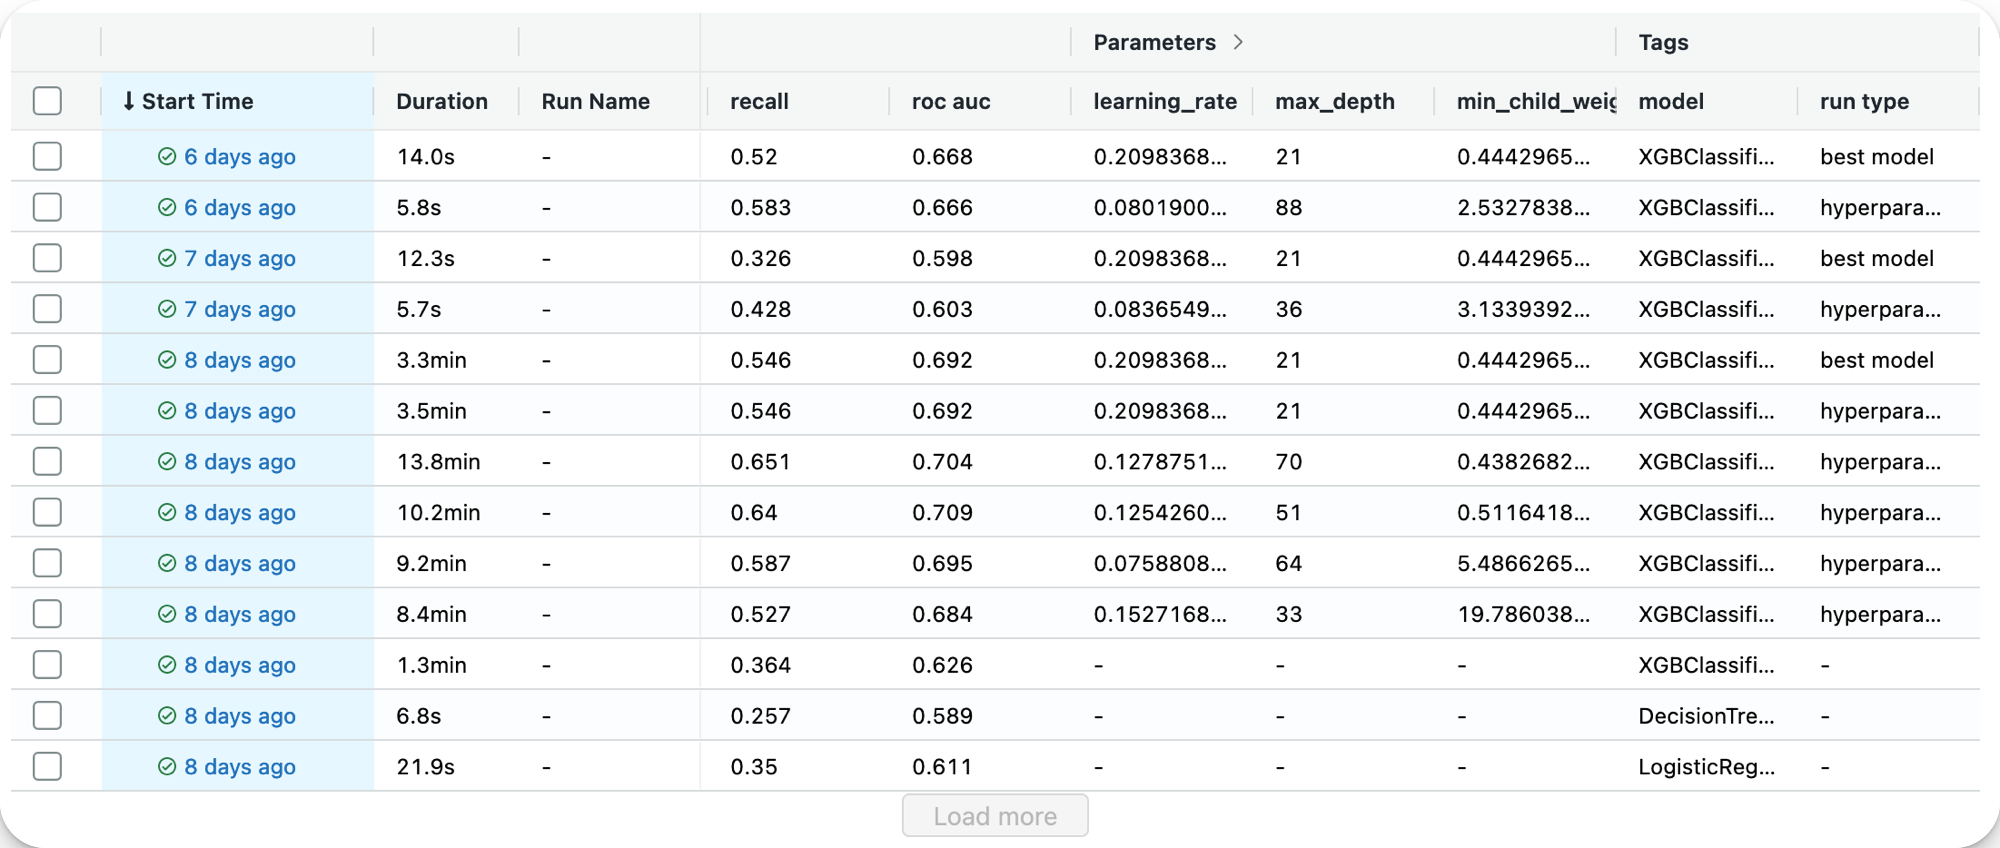 Parameters Tags
Start Time Duration Run Name recall roc auc learning_rate max_depth min_child_weig model run type
6 days ago 14.0s - 0.52 0.668 0.2098368... 21 0.4442965... XGBClassifi... best model
6 days ago 5.8s - 0.583 0.666 0.0801900... 88 2.5327838... XGBClassifi... hyperpara...
7 days ago 12.3s - 0.326 0.598 0.2098368... 21 0.4442965... XGBClassifi... best model
7 days ago 5.7s - 0.428 0.603 0.0836549... 36 3.1339392... XGBClassifi... hyperpara...
8 days ago 3.3min - 0.546 0.692 0.2098368... 21 0.4442965... XGBClassifi... best model
8 days ago 3.5min - 0.546 0.692 0.2098368... 21 0.4442965... XGBClassifi... hyperpara...
8 days ago 13.8min - 0.651 0.704 0.1278751... 70 0.4382682... XGBClassifi... hyperpara...
8 days ago 10.2min - 0.64 0.709 0.1254260... 51 0.5116418... XGBClassifi... hyperpara...
8 days ago 9.2min - 0.587 0.695 0.0758808... 64 5.4866265... XGBClassifi... hyperpara...
8 days ago 8.4min - 0.527 0.684 0.1527168... 33 19.786038... XGBClassifi... hyperpara...
8 days ago 1.3min - 0.364 0.626 - - - XGBClassifi... -
8 days ago 6.8s - 0.257 0.589 - - - DecisionTre... -
8 days ago 21.9s - 0.35 0.611 - - - LogisticReg... -
Load more